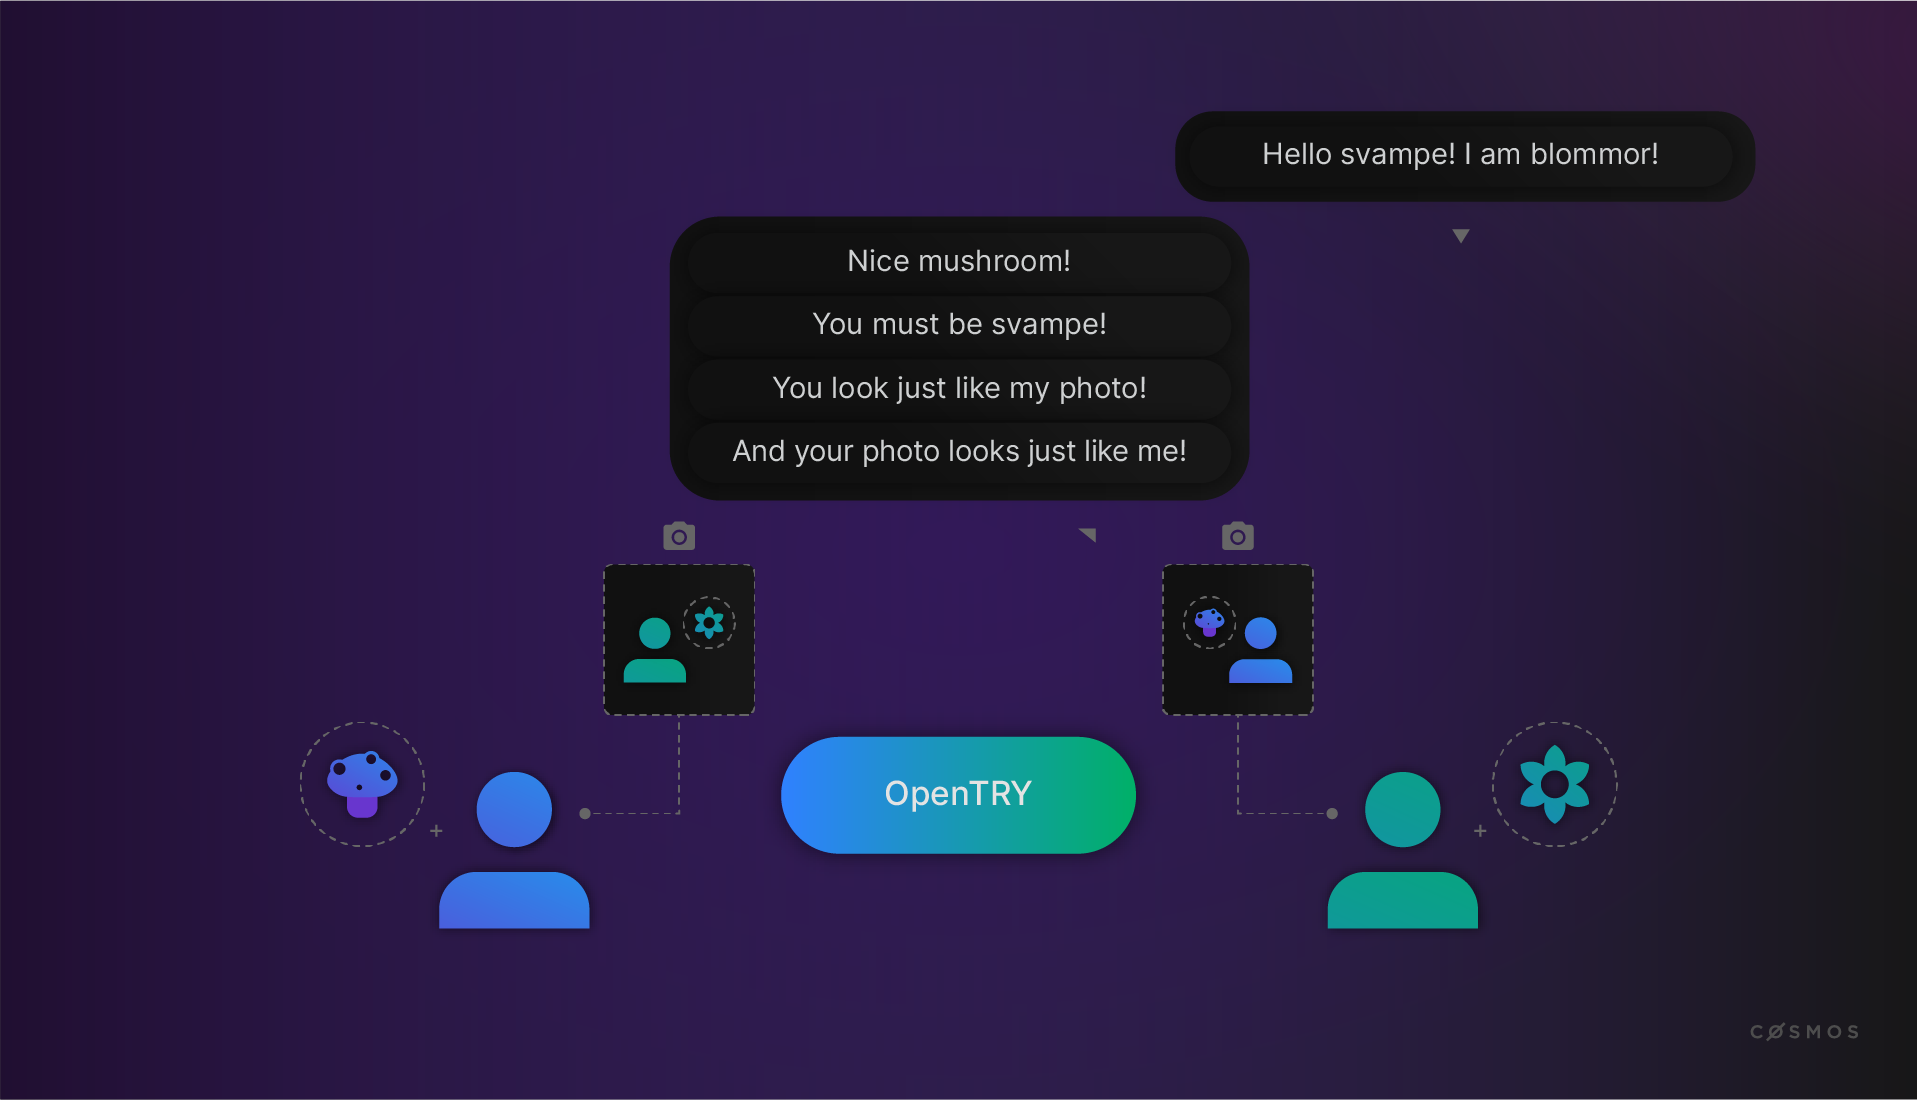 Hello svampe! I am blommor!
Nice mushroom!
You must be svampe!
You look just like my photo!
And your photo looks just like me!
OpenTRY
CØSMOS